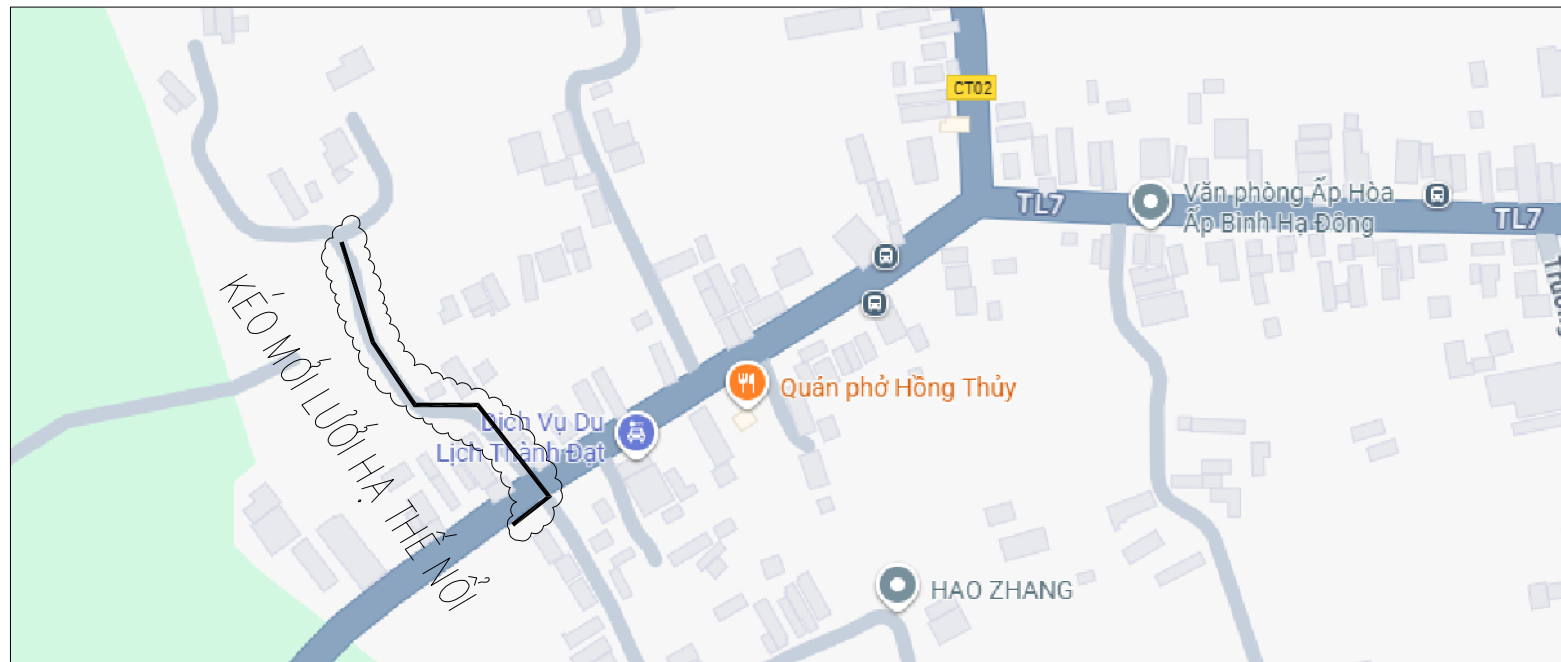 CT02
TL7
Văn phòng Ấp Hòa
Ấp Bình Hạ Đông
TL7
KÉO MỚI LƯỚI HẠ THẾ NỔI
Quán phở Hồng Thủy
Dịch Vụ Du
Lịch Thành Đạt
HAO ZHANG